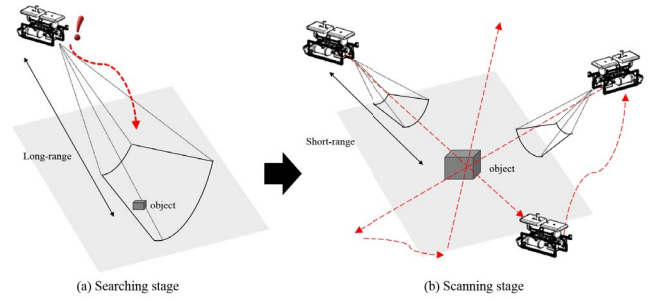 Long-range
object
(a) Searching stage
Short-range
object
(b) Scanning stage